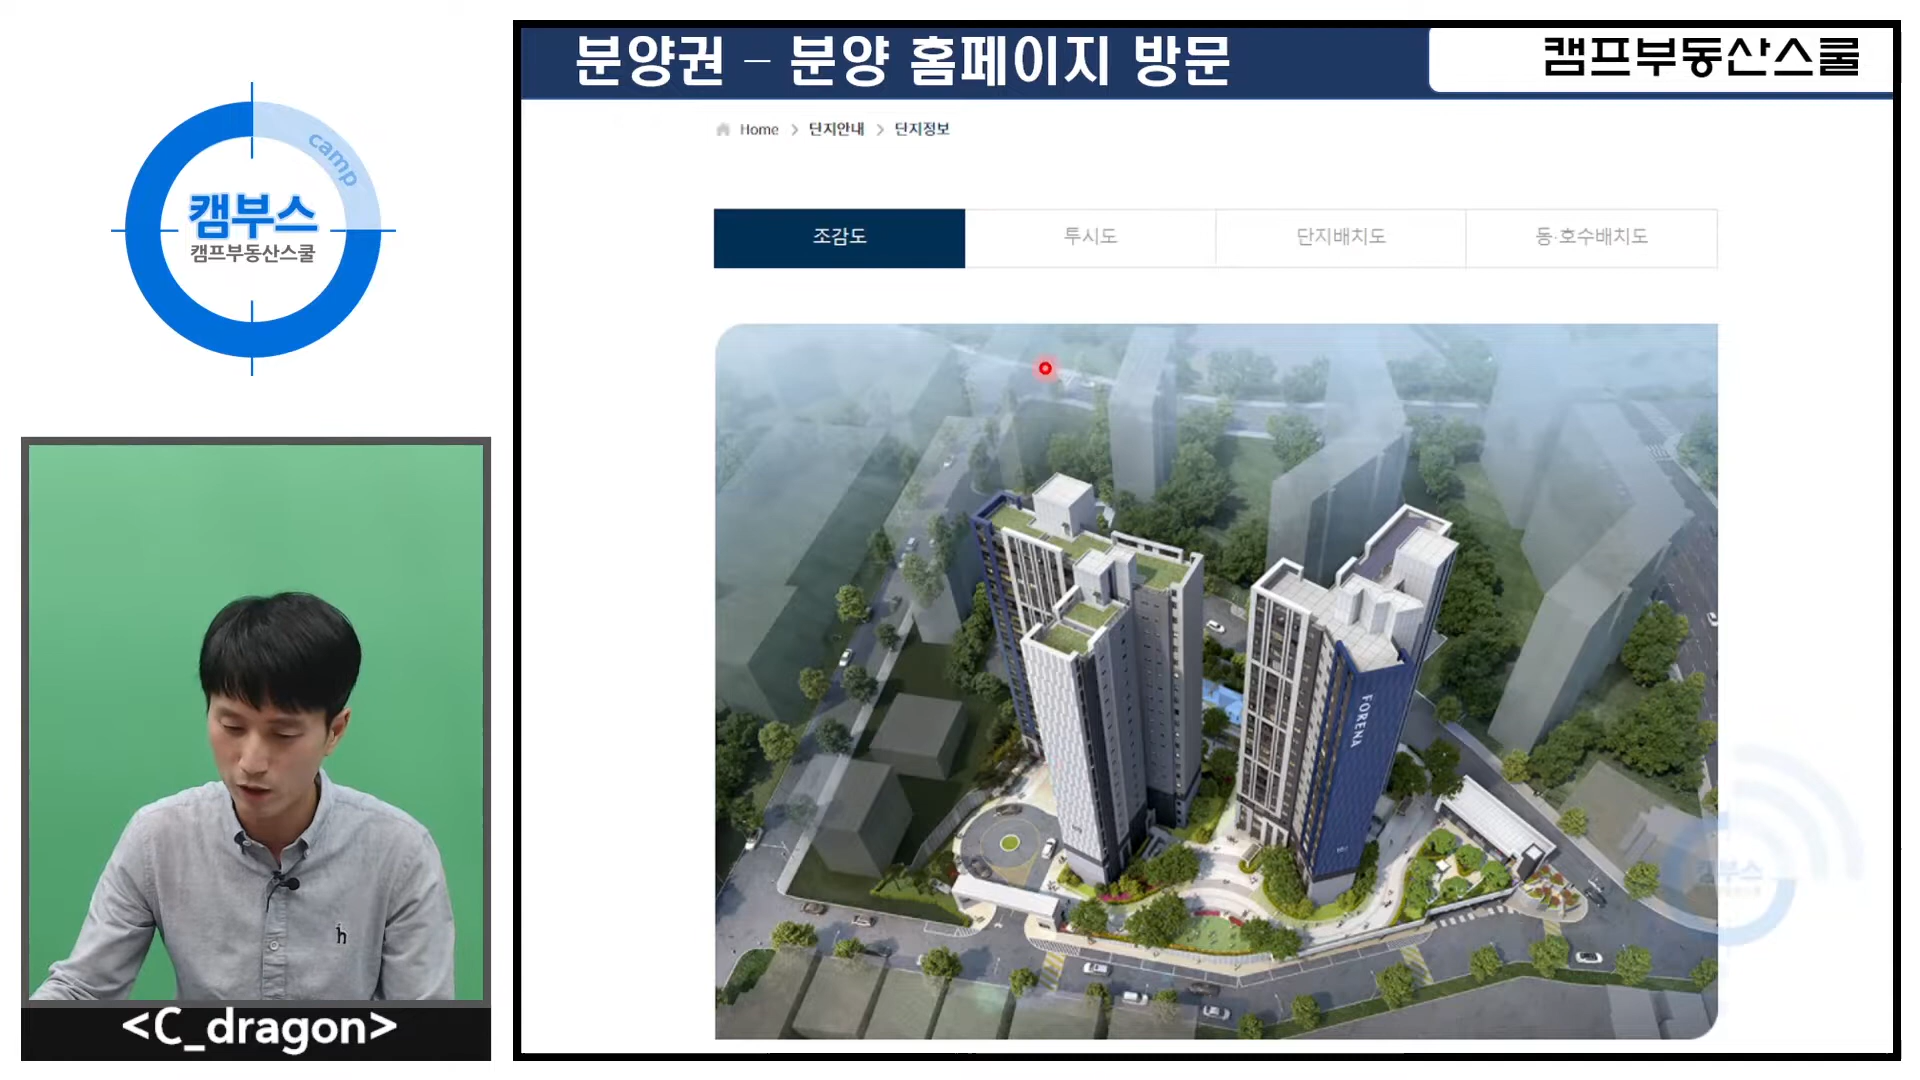 분양권 – 분양 홈페이지 방문
캠프부동산스쿨
camp
캠부스
캠프부동산스쿨
Home > 단지안내 > 단지정보
조감도
투시도
단지배치도
동·호수배치도
FORENA
h
캠부스
<C_dragon>